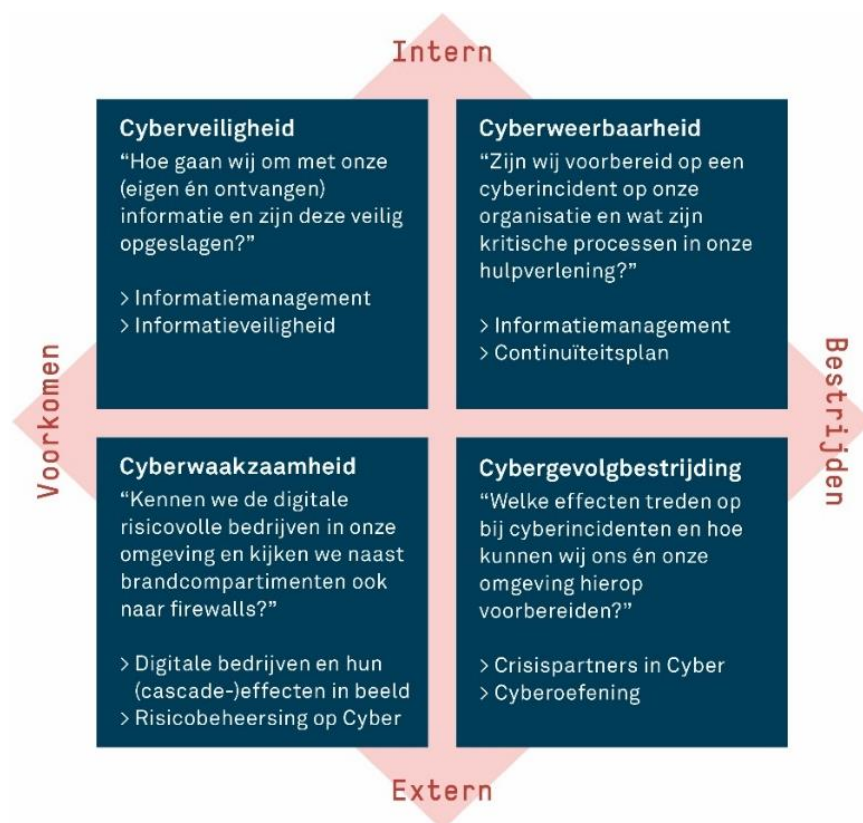 Intern
Cyberveiligheid
“Hoe gaan wij om met onze
(eigen én ontvangen)
informatie en zijn deze veilig
opgeslagen?”
> Informatiemanagement
> Informatieveiligheid
Cyberweerbaarheid
“Zijn wij voorbereid op een
cyberincident op onze
organisatie en wat zijn
kritische processen in onze
hulpverlening?”
> Informatiemanagement
> Continuïteitsplan
Voorkomen
Bestrijden
Cyberwaakzaamheid
“Kennen we de digitale
risicovolle bedrijven in onze
omgeving en kijken we naast
brandcompartimenten ook
naar firewalls?”
> Digitale bedrijven en hun
(cascade-)effecten in beeld
> Risicobeheersing op Cyber
Cybergevolgbestrijding
“Welke effecten treden op
bij cyberincidenten en hoe
kunnen wij ons én onze
omgeving hierop
voorbereiden?”
> Crisispartners in Cyber
> Cyberoefening
Extern